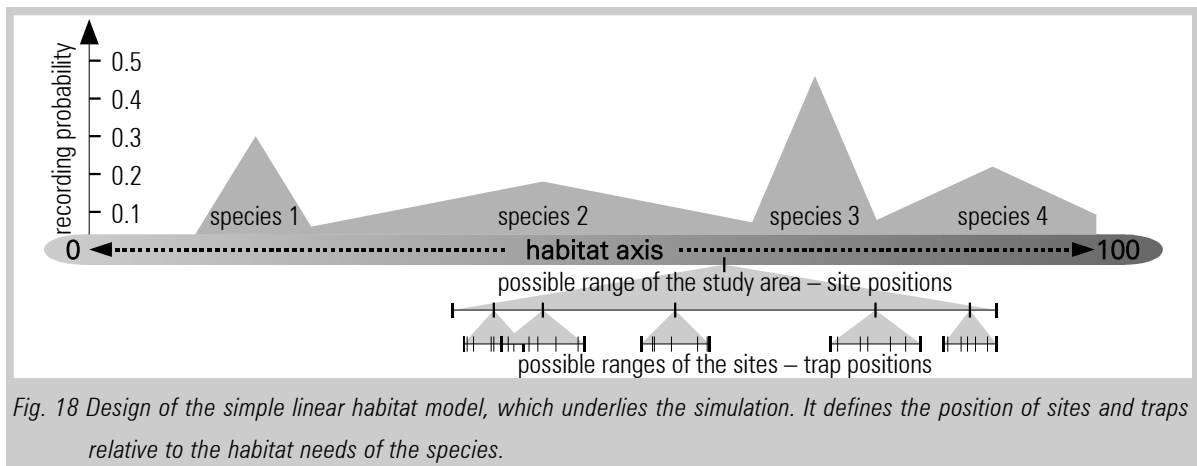 recording probability
0.5
0.4
0.3
0.2
0.1
species 1
species 2
species 3
species 4
0
habitat axis
100
possible range of the study area – site positions
possible ranges of the sites – trap positions
Fig. 18 Design of the simple linear habitat model, which underlies the simulation. It defines the position of sites and traps
relative to the habitat needs of the species.